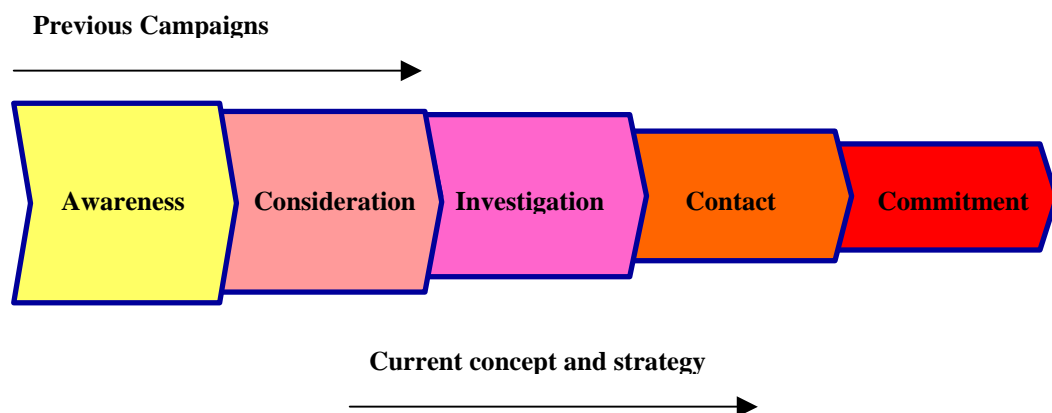 Previous Campaigns
Awareness
Consideration
Investigation
Contact
Commitment
Current concept and strategy